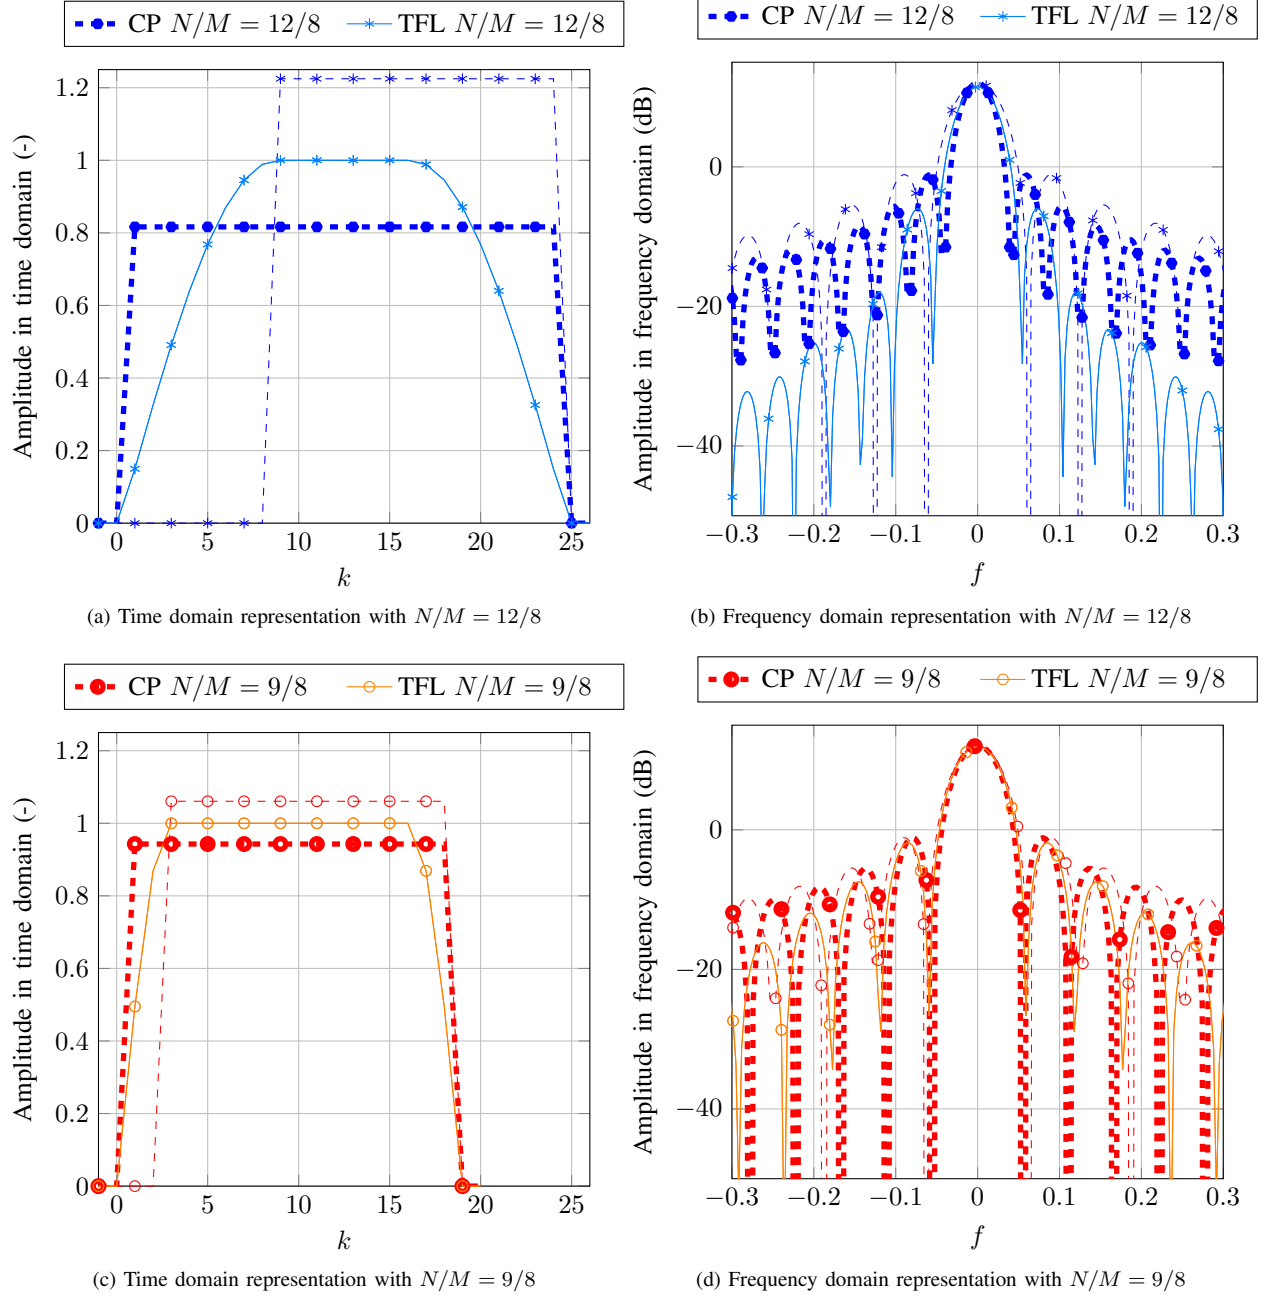 CP N/M = 12/8 TFL N/M = 12/8
Amplitude in time domain (-)
1.2
1
0.8
0.6
0.4
0.2
0
0 5 10 15 20 25
k
(a) Time domain representation with N/M = 12/8
CP N/M = 12/8 TFL N/M = 12/8
Amplitude in frequency domain (dB)
0
−20
−40
−0.3 −0.2 −0.1 0 0.1 0.2 0.3
f
(b) Frequency domain representation with N/M = 12/8
CP N/M = 9/8 TFL N/M = 9/8
Amplitude in time domain (-)
1.2
1
0.8
0.6
0.4
0.2
0
0 5 10 15 20 25
k
(c) Time domain representation with N/M = 9/8
CP N/M = 9/8 TFL N/M = 9/8
Amplitude in frequency domain (dB)
0
−20
−40
−0.3 −0.2 −0.1 0 0.1 0.2 0.3
f
(d) Frequency domain representation with N/M = 9/8